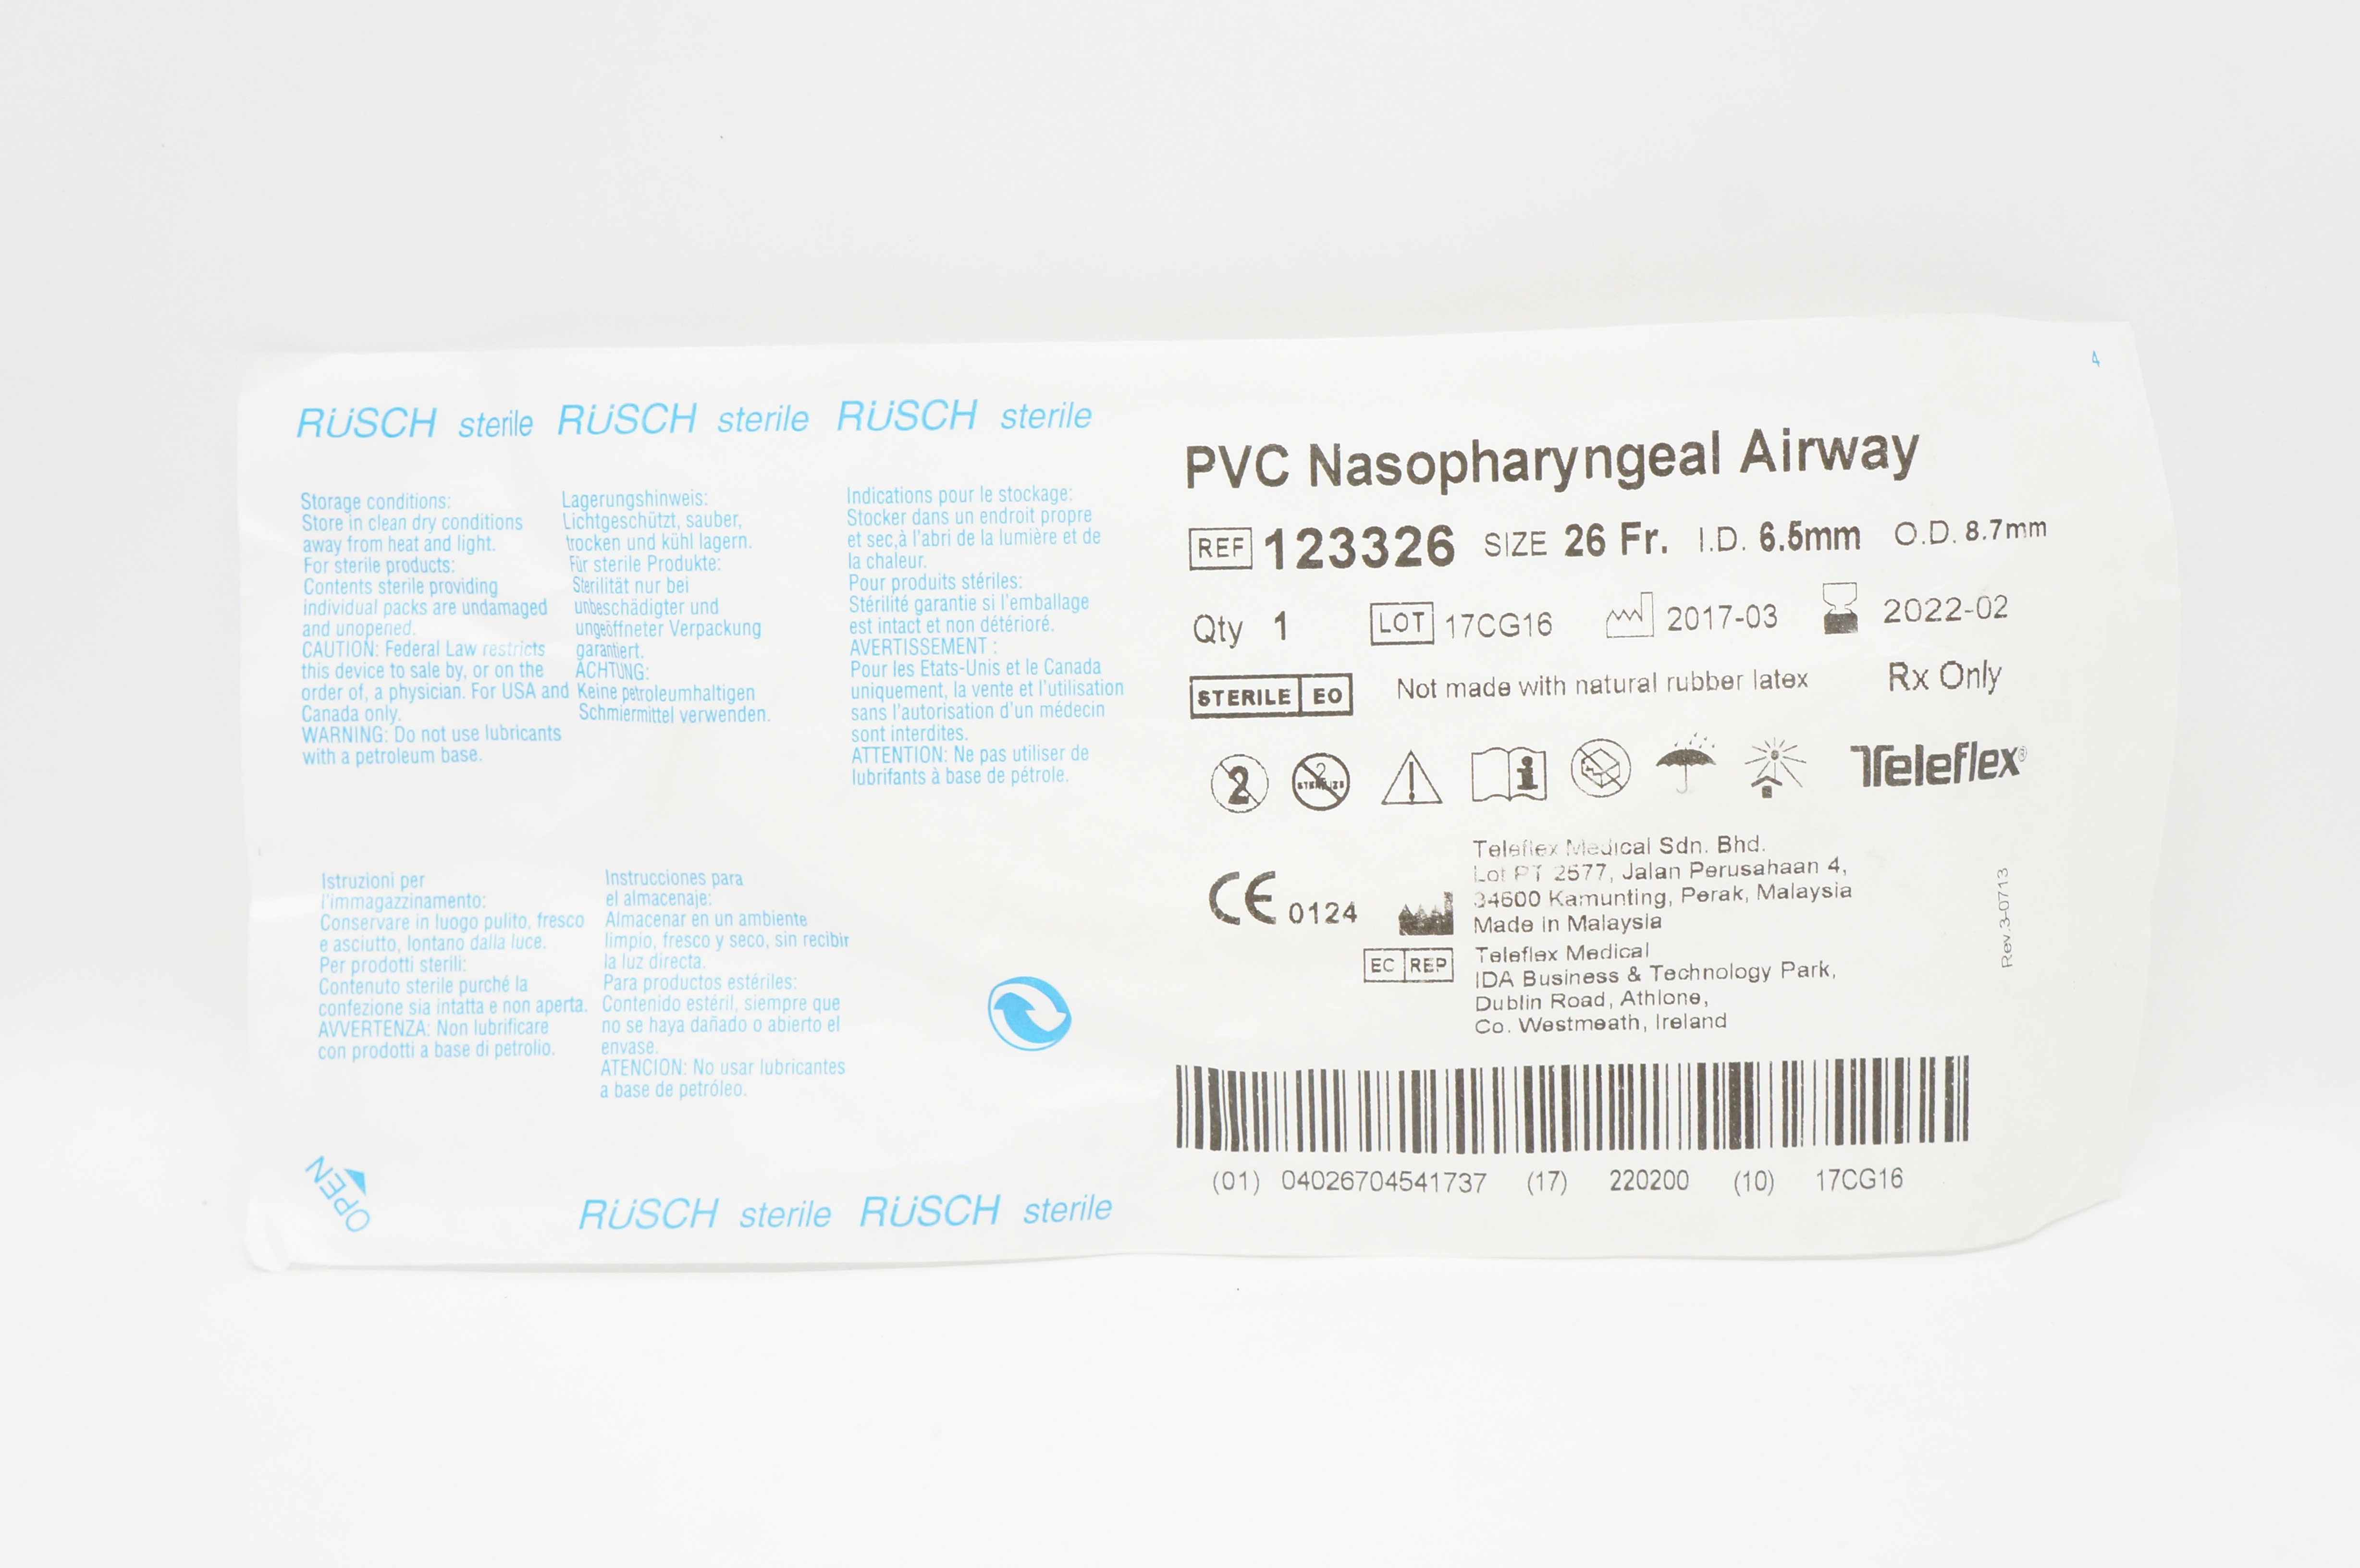 4
RÜSCH sterile RÜSCH sterile RÜSCH sterile
Storage conditions:
Store in clean dry conditions
away from heat and light.
For sterile products:
Contents sterile providing
individual packs are undamaged
and unopened.
CAUTION: Federal Law restricts
this device to sale by, or on the
order of, a physician. For USA and
Canada only.
WARNING: Do not use lubricants
with a petroleum base.
Lagerungshinweis:
Lichtgeschützt, sauber,
trocken und kühl lagern.
Für sterile Produkte:
Sterilität nur bei
unbeschädigter und
ungeöffneter Verpackung
garantiert.
ACHTUNG:
Keine petroleumhaltigen
Schmiermittel verwenden.
Indications pour le stockage:
Stocker dans un endroit propre
et sec,à l'abri de la lumière et de
la chaleur.
Pour produits stériles:
Stérilité garantie si l'emballage
est intact et non détérioré.
AVERTISSEMENT :
Pour les Etats-Unis et le Canada
uniquement, la vente et l'utilisation
sans l'autorisation d'un médecin
sont interdites.
ATTENTION: Ne pas utiliser de
lubrifants à base de pétrole.
Istruzioni per
l'immagazzinamento:
Conservare in luogo pulito, fresco
e asciutto, lontano dalla luce.
Per prodotti sterili:
Contenuto sterile purché la
confezione sia intatta e non aperta.
AVVERTENZA: Non lubrificare
con prodotti a base di petrolio.
Instrucciones para
el almacenaje:
Almacenar en un ambiente
limpio, fresco y seco, sin recibir
la luz directa.
Para productos estériles:
Contenido estéril, siempre que
no se haya dañado o abierto el
envase.
ATENCION: No usar lubricantes
a base de petróleo.
OPEN
RÜSCH sterile RÜSCH sterile
PVC Nasopharyngeal Airway
REF 123326 SIZE 26 Fr. I.D. 6.5mm O.D. 8.7mm
Qty 1 LOT 17CG16 2017-03 2022-02
STERILE EO Not made with natural rubber latex Rx Only
2 2 STERILIZE i Teleflex®
CE 0124
Teleflex Medical Sdn. Bhd.
Lot PT 2577, Jalan Perusahaan 4,
34600 Kamunting, Perak, Malaysia
Made in Malaysia
EC REP Teleflex Medical
IDA Business & Technology Park,
Dublin Road, Athlone,
Co. Westmeath, Ireland
Rev.3-0713
(01) 04026704541737 (17) 220200 (10) 17CG16